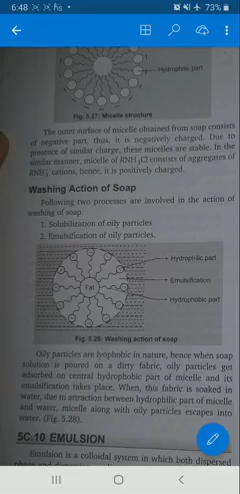 6:48
73%
Hydrophilic part
Fig. 5.27: Micelle structure
The outer surface of micelle obtained from soap consists
of negative part, thus, it is negatively charged. Due to
presence of similar charge, these micelles are stable. In the
similar manner, micelle of RNH3Cl consists of aggregates of
RNH3 cations, hence, it is positively charged.
Washing Action of Soap
Following two processes are involved in the action of
washing of soap.
1. Solubilization of oily particles
2. Emulsification of oily particles.
Hydrophilic part
Emulsification
Hydrophobic part
Fat
Fig. 5.28: Washing action of soap
Oily particles are lyophobic in nature, hence when soap
solution is poured on a dirty fabric, oily particles get
adsorbed on central hydrophobic part of micelle and its
emulsification takes place. When, this fabric is soaked in
water, due to attraction between hydrophilic part of micelle
and water, micelle along with oily particles escapes into
water. (Fig. 5.28).
5C.10 EMULSION
Emulsion is a colloidal system in which both dispersed